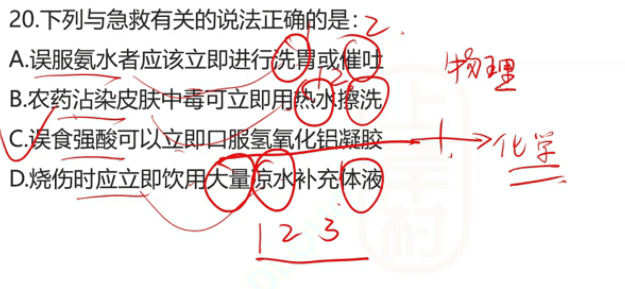 20.下列与急救有关的说法正确的是： 2
A.误服氨水者应该立即进行洗胃或催吐
物理
B.农药沾染皮肤中毒可立即用热水擦洗
C.误食强酸可以立即口服氢氧化铝凝胶
化学
D.烧伤时应立即饮用大量凉水补充体液
1 2 3